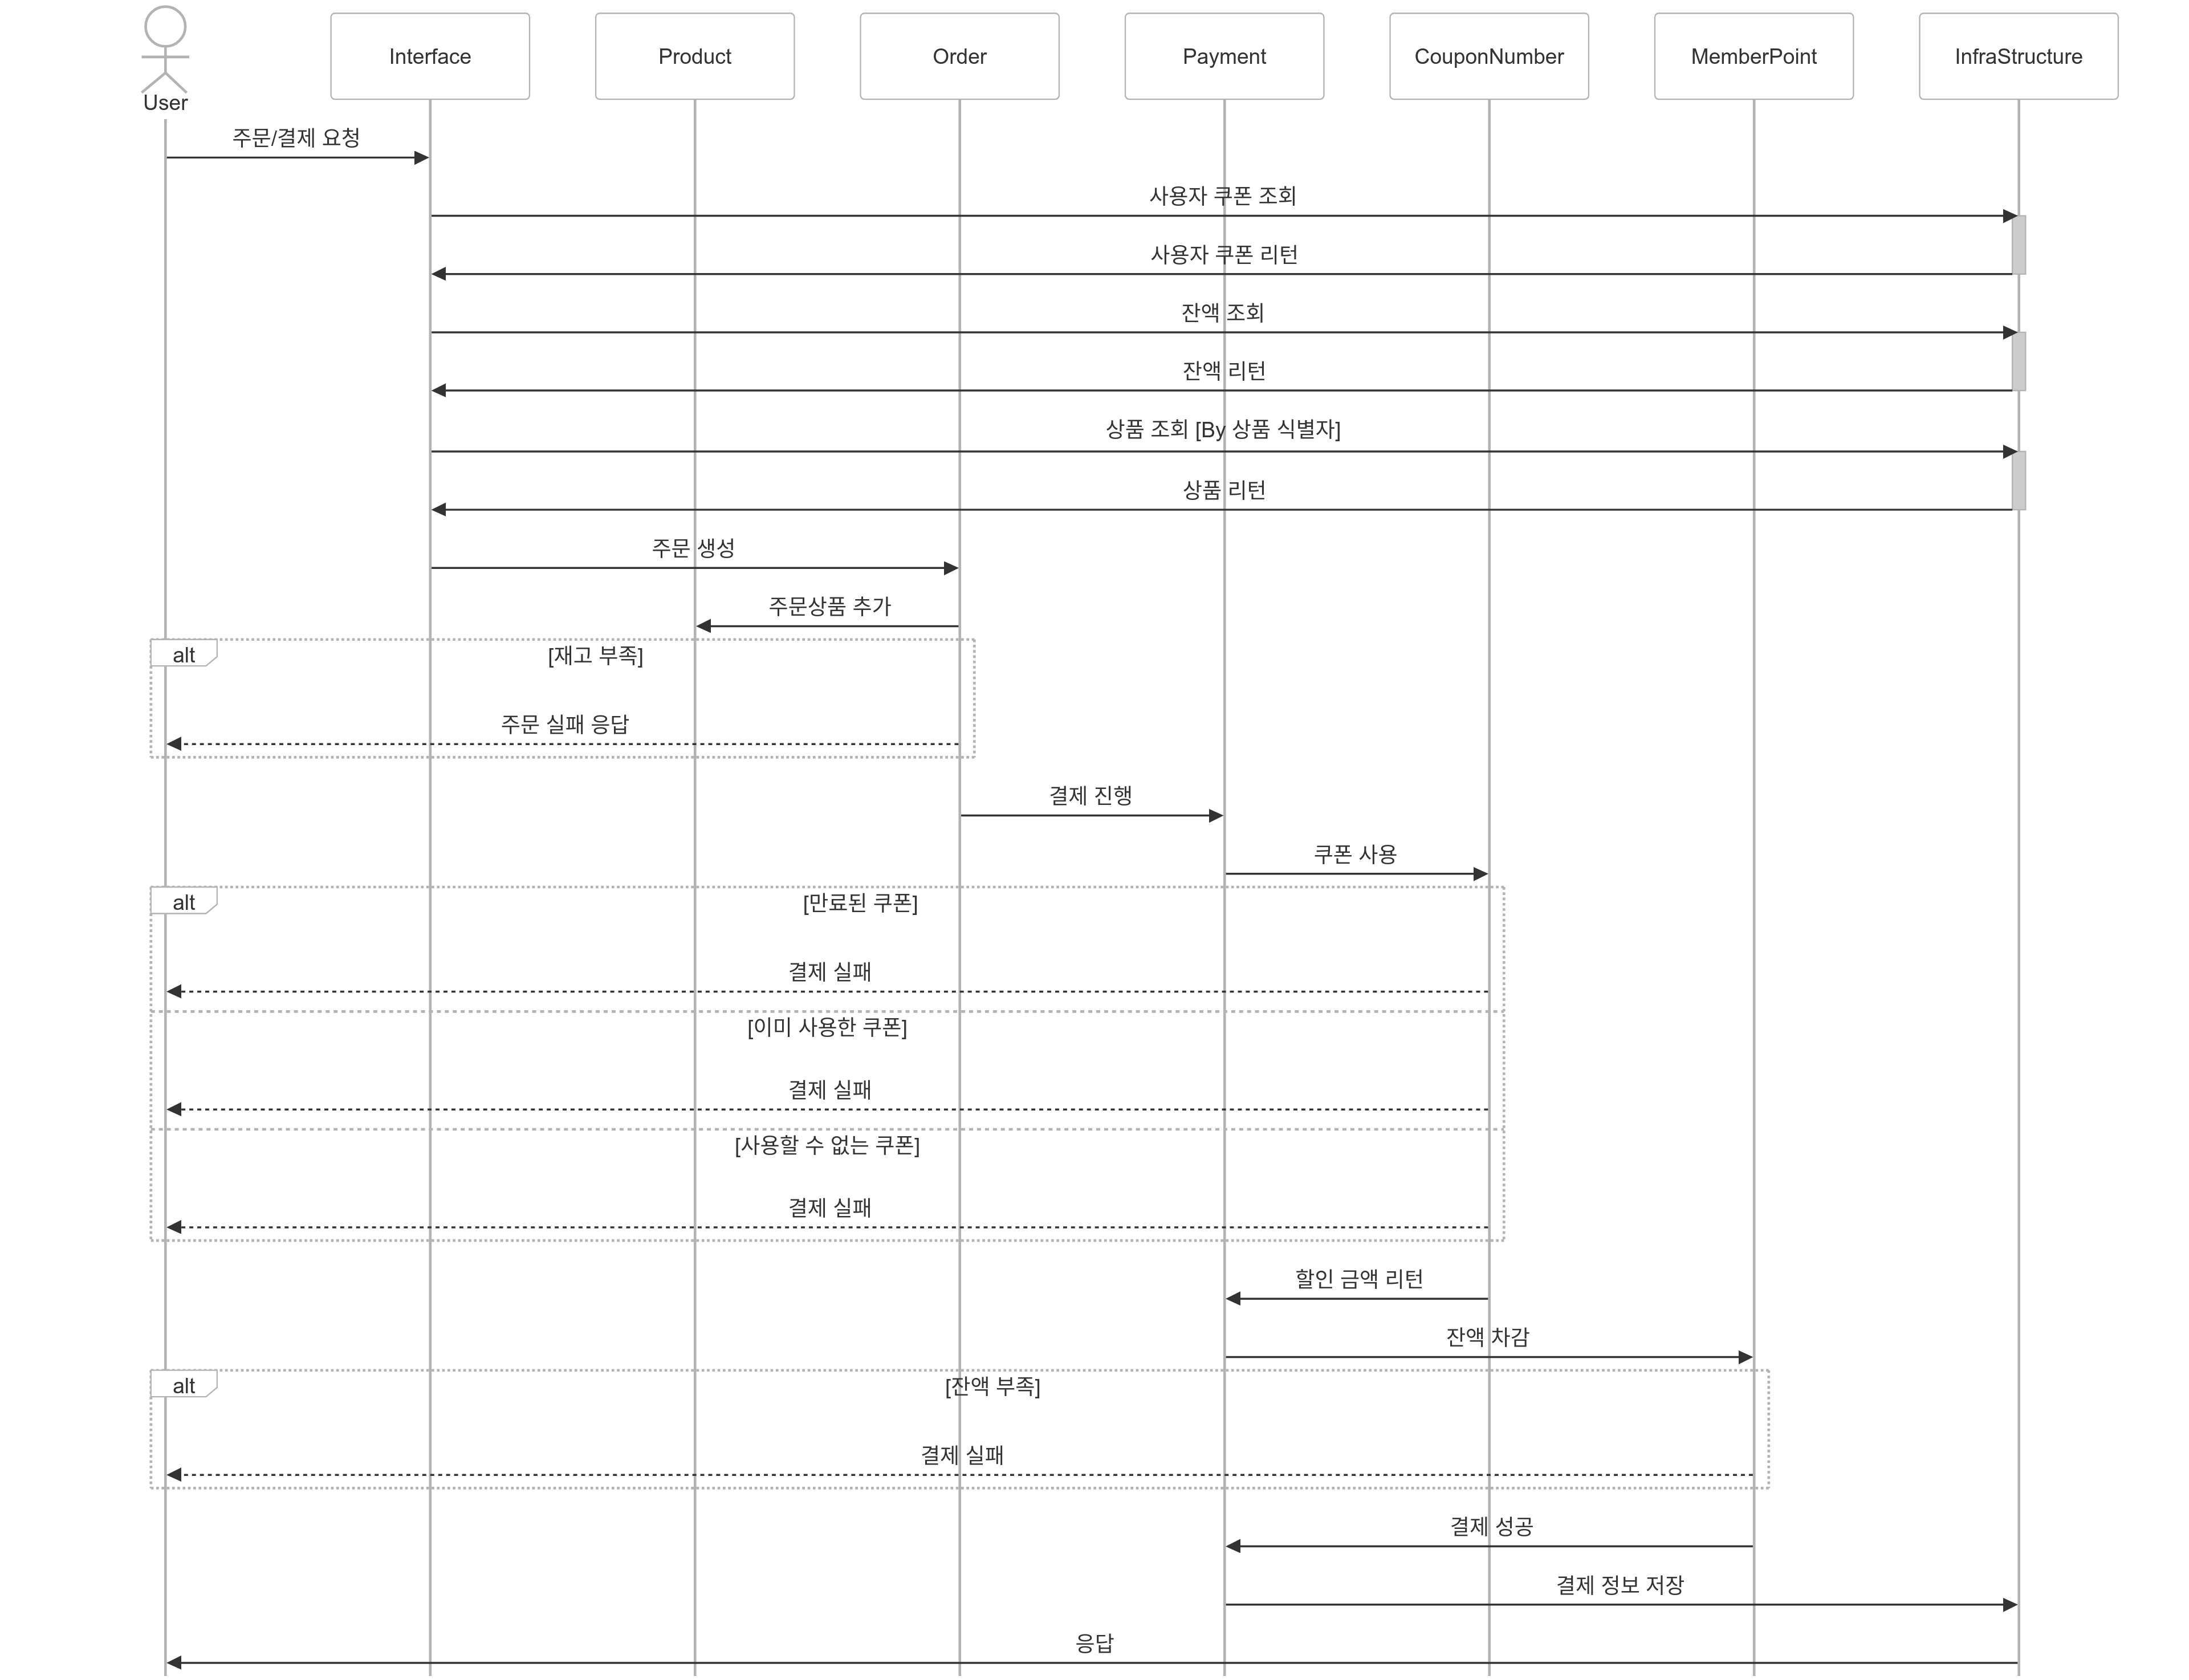 User
Interface
Product
Order
Payment
CouponNumber
MemberPoint
InfraStructure
주문/결제 요청
사용자 쿠폰 조회
사용자 쿠폰 리턴
잔액 조회
잔액 리턴
상품 조회 [By 상품 식별자]
상품 리턴
주문 생성
주문상품 추가
alt
[재고 부족]
주문 실패 응답
결제 진행
쿠폰 사용
alt
[만료된 쿠폰]
결제 실패
[이미 사용한 쿠폰]
결제 실패
[사용할 수 없는 쿠폰]
결제 실패
할인 금액 리턴
잔액 차감
alt
[잔액 부족]
결제 실패
결제 성공
결제 정보 저장
응답